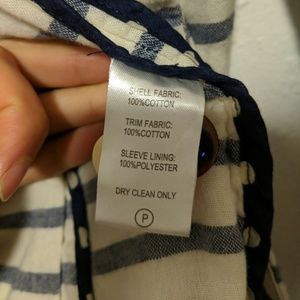 SHELL FABRIC:
100%COTTON
TRIM FABRIC:
100%COTTON
SLEEVE LINING:
100%POLYESTER
DRY CLEAN ONLY
P